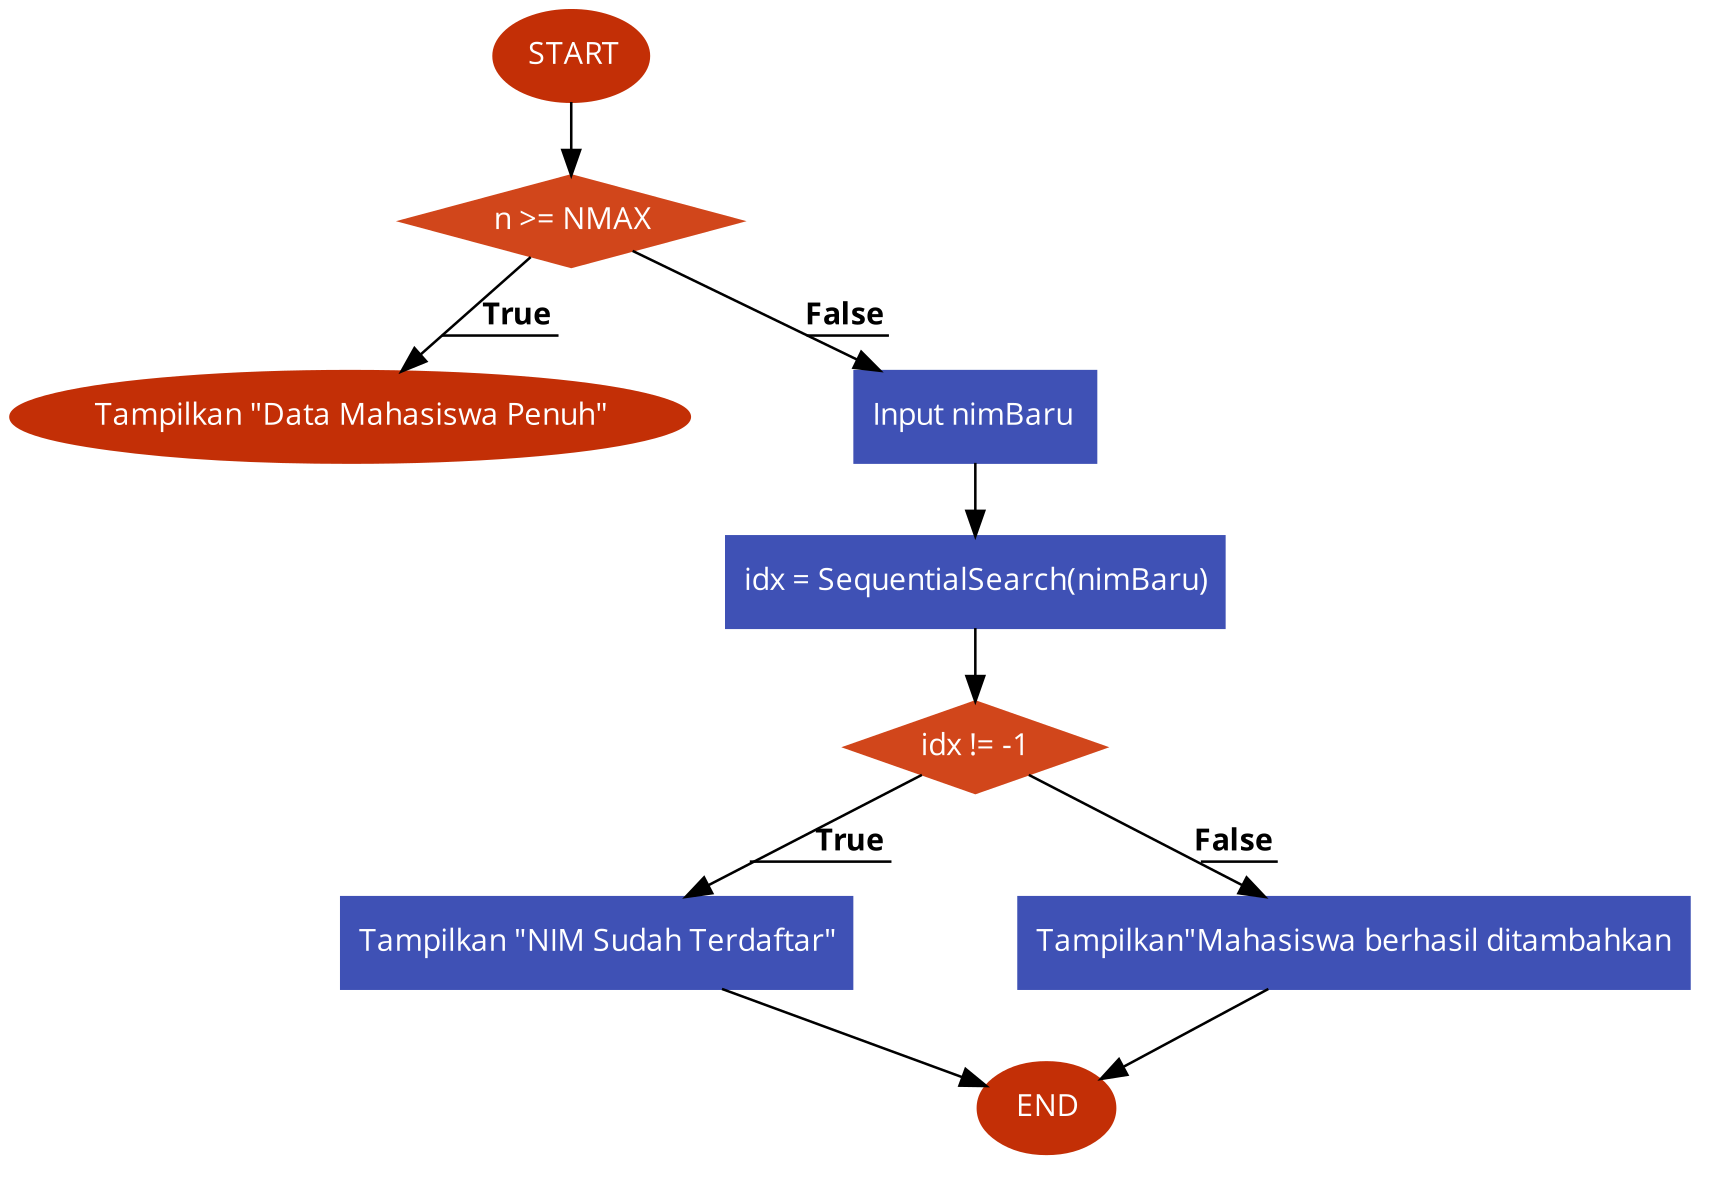 START
n >= NMAX
True
False
Tampilkan "Data Mahasiswa Penuh"
Input nimBaru
idx = SequentialSearch(nimBaru)
idx != -1
True
False
Tampilkan "NIM Sudah Terdaftar"
Tampilkan"Mahasiswa berhasil ditambahkan
END